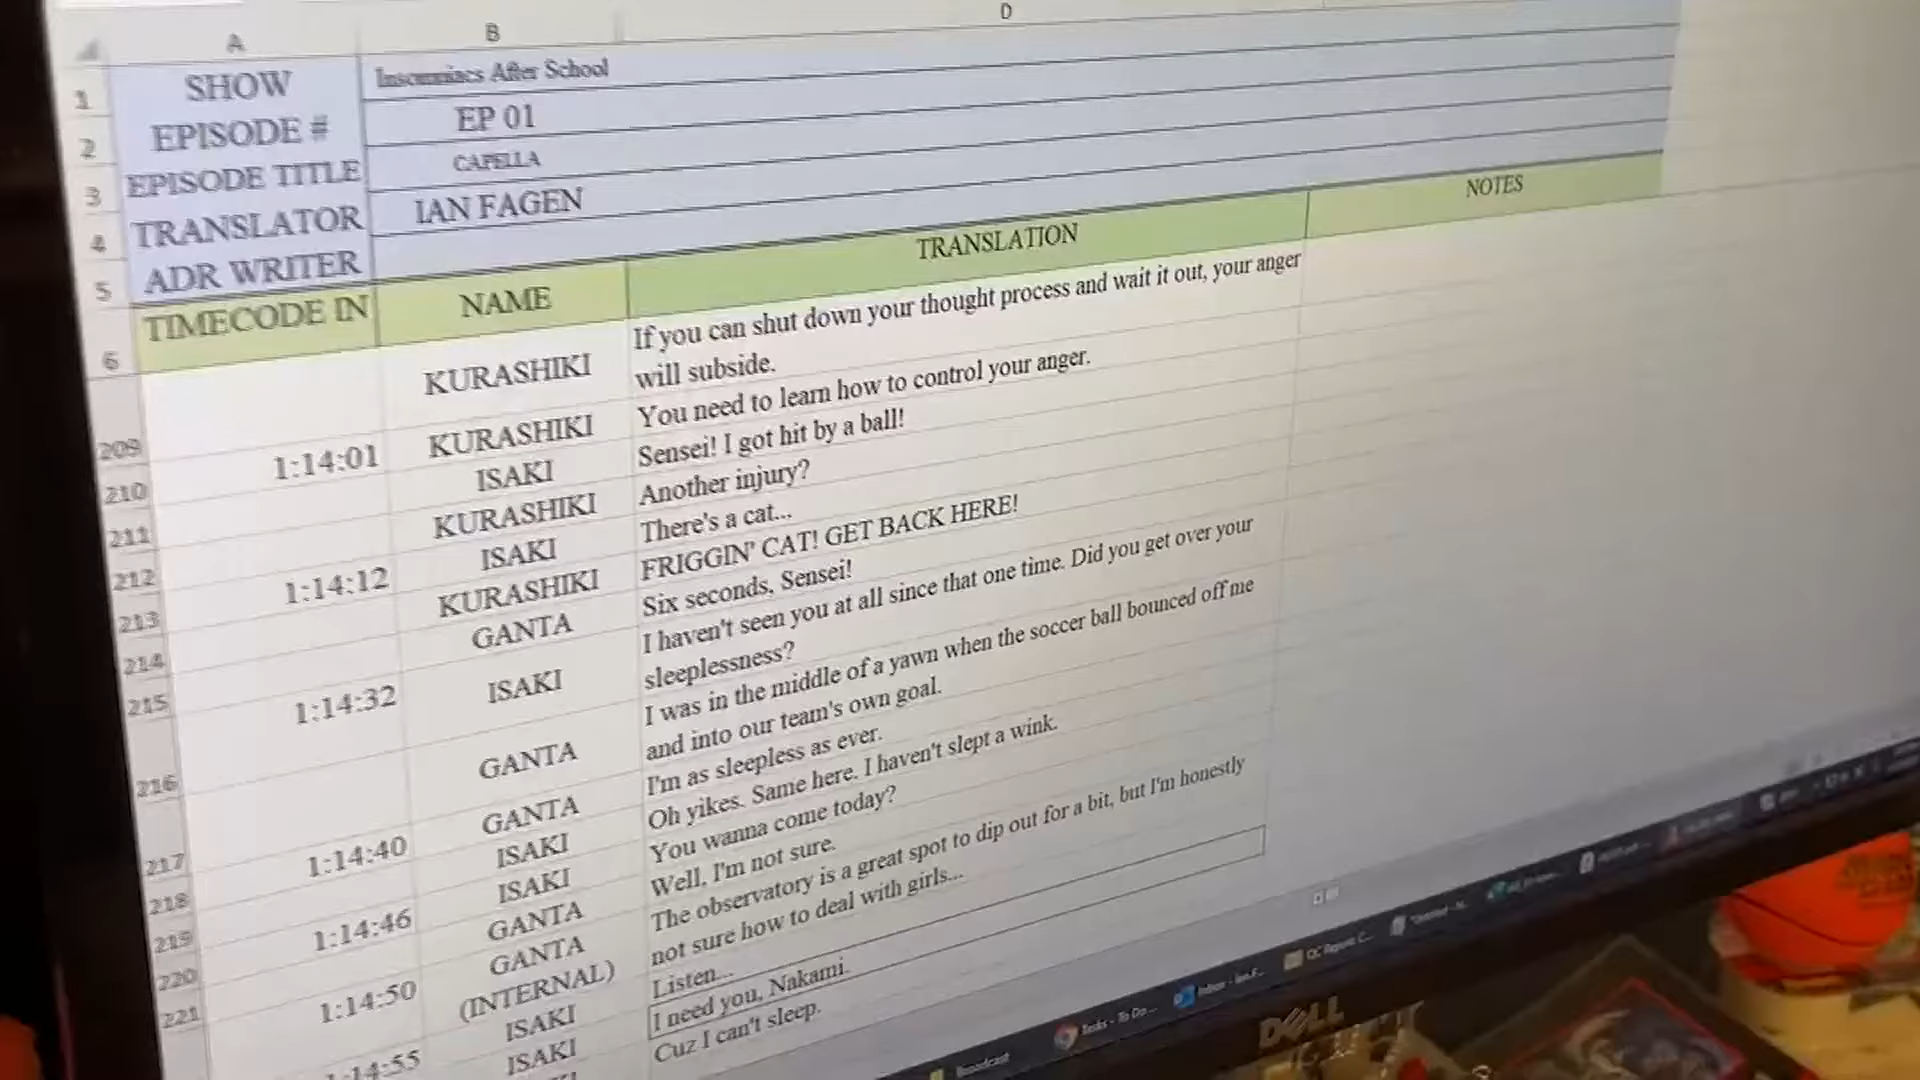 A B D
1 SHOW Insomniacs After School
2 EPISODE # EP 01
3 EPISODE TITLE CAPELLA
4 TRANSLATOR IAN FAGEN
5 ADR WRITER
6 TIMECODE IN NAME TRANSLATION NOTES
KURASHIKI If you can shut down your thought process and wait it out, your anger
will subside.
209 1:14:01 KURASHIKI You need to learn how to control your anger.
210 ISAKI Sensei! I got hit by a ball!
211 KURASHIKI Another injury?
212 1:14:12 ISAKI There's a cat...
213 KURASHIKI FRIGGIN' CAT! GET BACK HERE!
214 GANTA Six seconds, Sensei!
215 1:14:32 ISAKI I haven't seen you at all since that one time. Did you get over your
sleeplessness?
216 GANTA I was in the middle of a yawn when the soccer ball bounced off me
and into our team's own goal.
217 1:14:40 GANTA I'm as sleepless as ever.
218 ISAKI Oh yikes. Same here. I haven't slept a wink.
219 1:14:46 ISAKI You wanna come today?
220 GANTA Well, I'm not sure.
221 1:14:50 GANTA
(INTERNAL) The observatory is a great spot to dip out for a bit, but I'm honestly
not sure how to deal with girls...
ISAKI Listen...
1:14:55 ISAKI I need you, Nakami.
Cuz I can't sleep.
Broadcast Tasks - To Do ... Inbox - QC Report
DELL